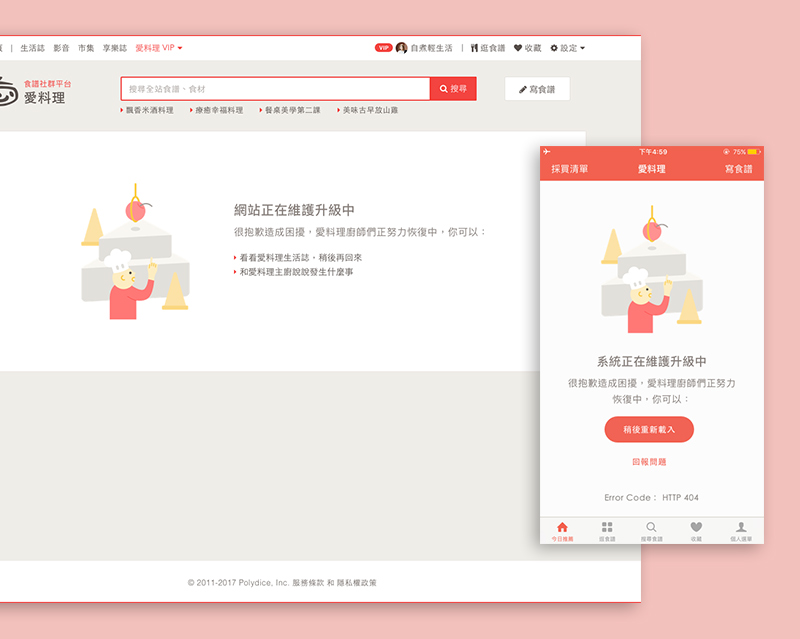 生活誌 影音 市集 享樂誌 愛料理 VIP
VIP 自煮輕生活 | 逛食譜 收藏 設定
食譜社群平台
愛料理
搜尋全站食譜、食材
搜尋
寫食譜
飄香米酒料理 療癒幸福料理 餐桌美學第二課 美味古早放山雞
網站正在維護升級中
很抱歉造成困擾，愛料理廚師們正努力恢復中，你可以：
看看愛料理生活誌、稍後再回來
和愛料理主廚說說發生什麼事
© 2011-2017 Polydice, Inc. 服務條款 和 隱私權政策
下午4:59
75%
採買清單 愛料理 寫食譜
系統正在維護升級中
很抱歉造成困擾，愛料理廚師們正努力
恢復中，你可以：
稍後重新載入
回報問題
Error Code： HTTP 404
今日推薦 逛食譜 搜尋食譜 收藏 個人選單